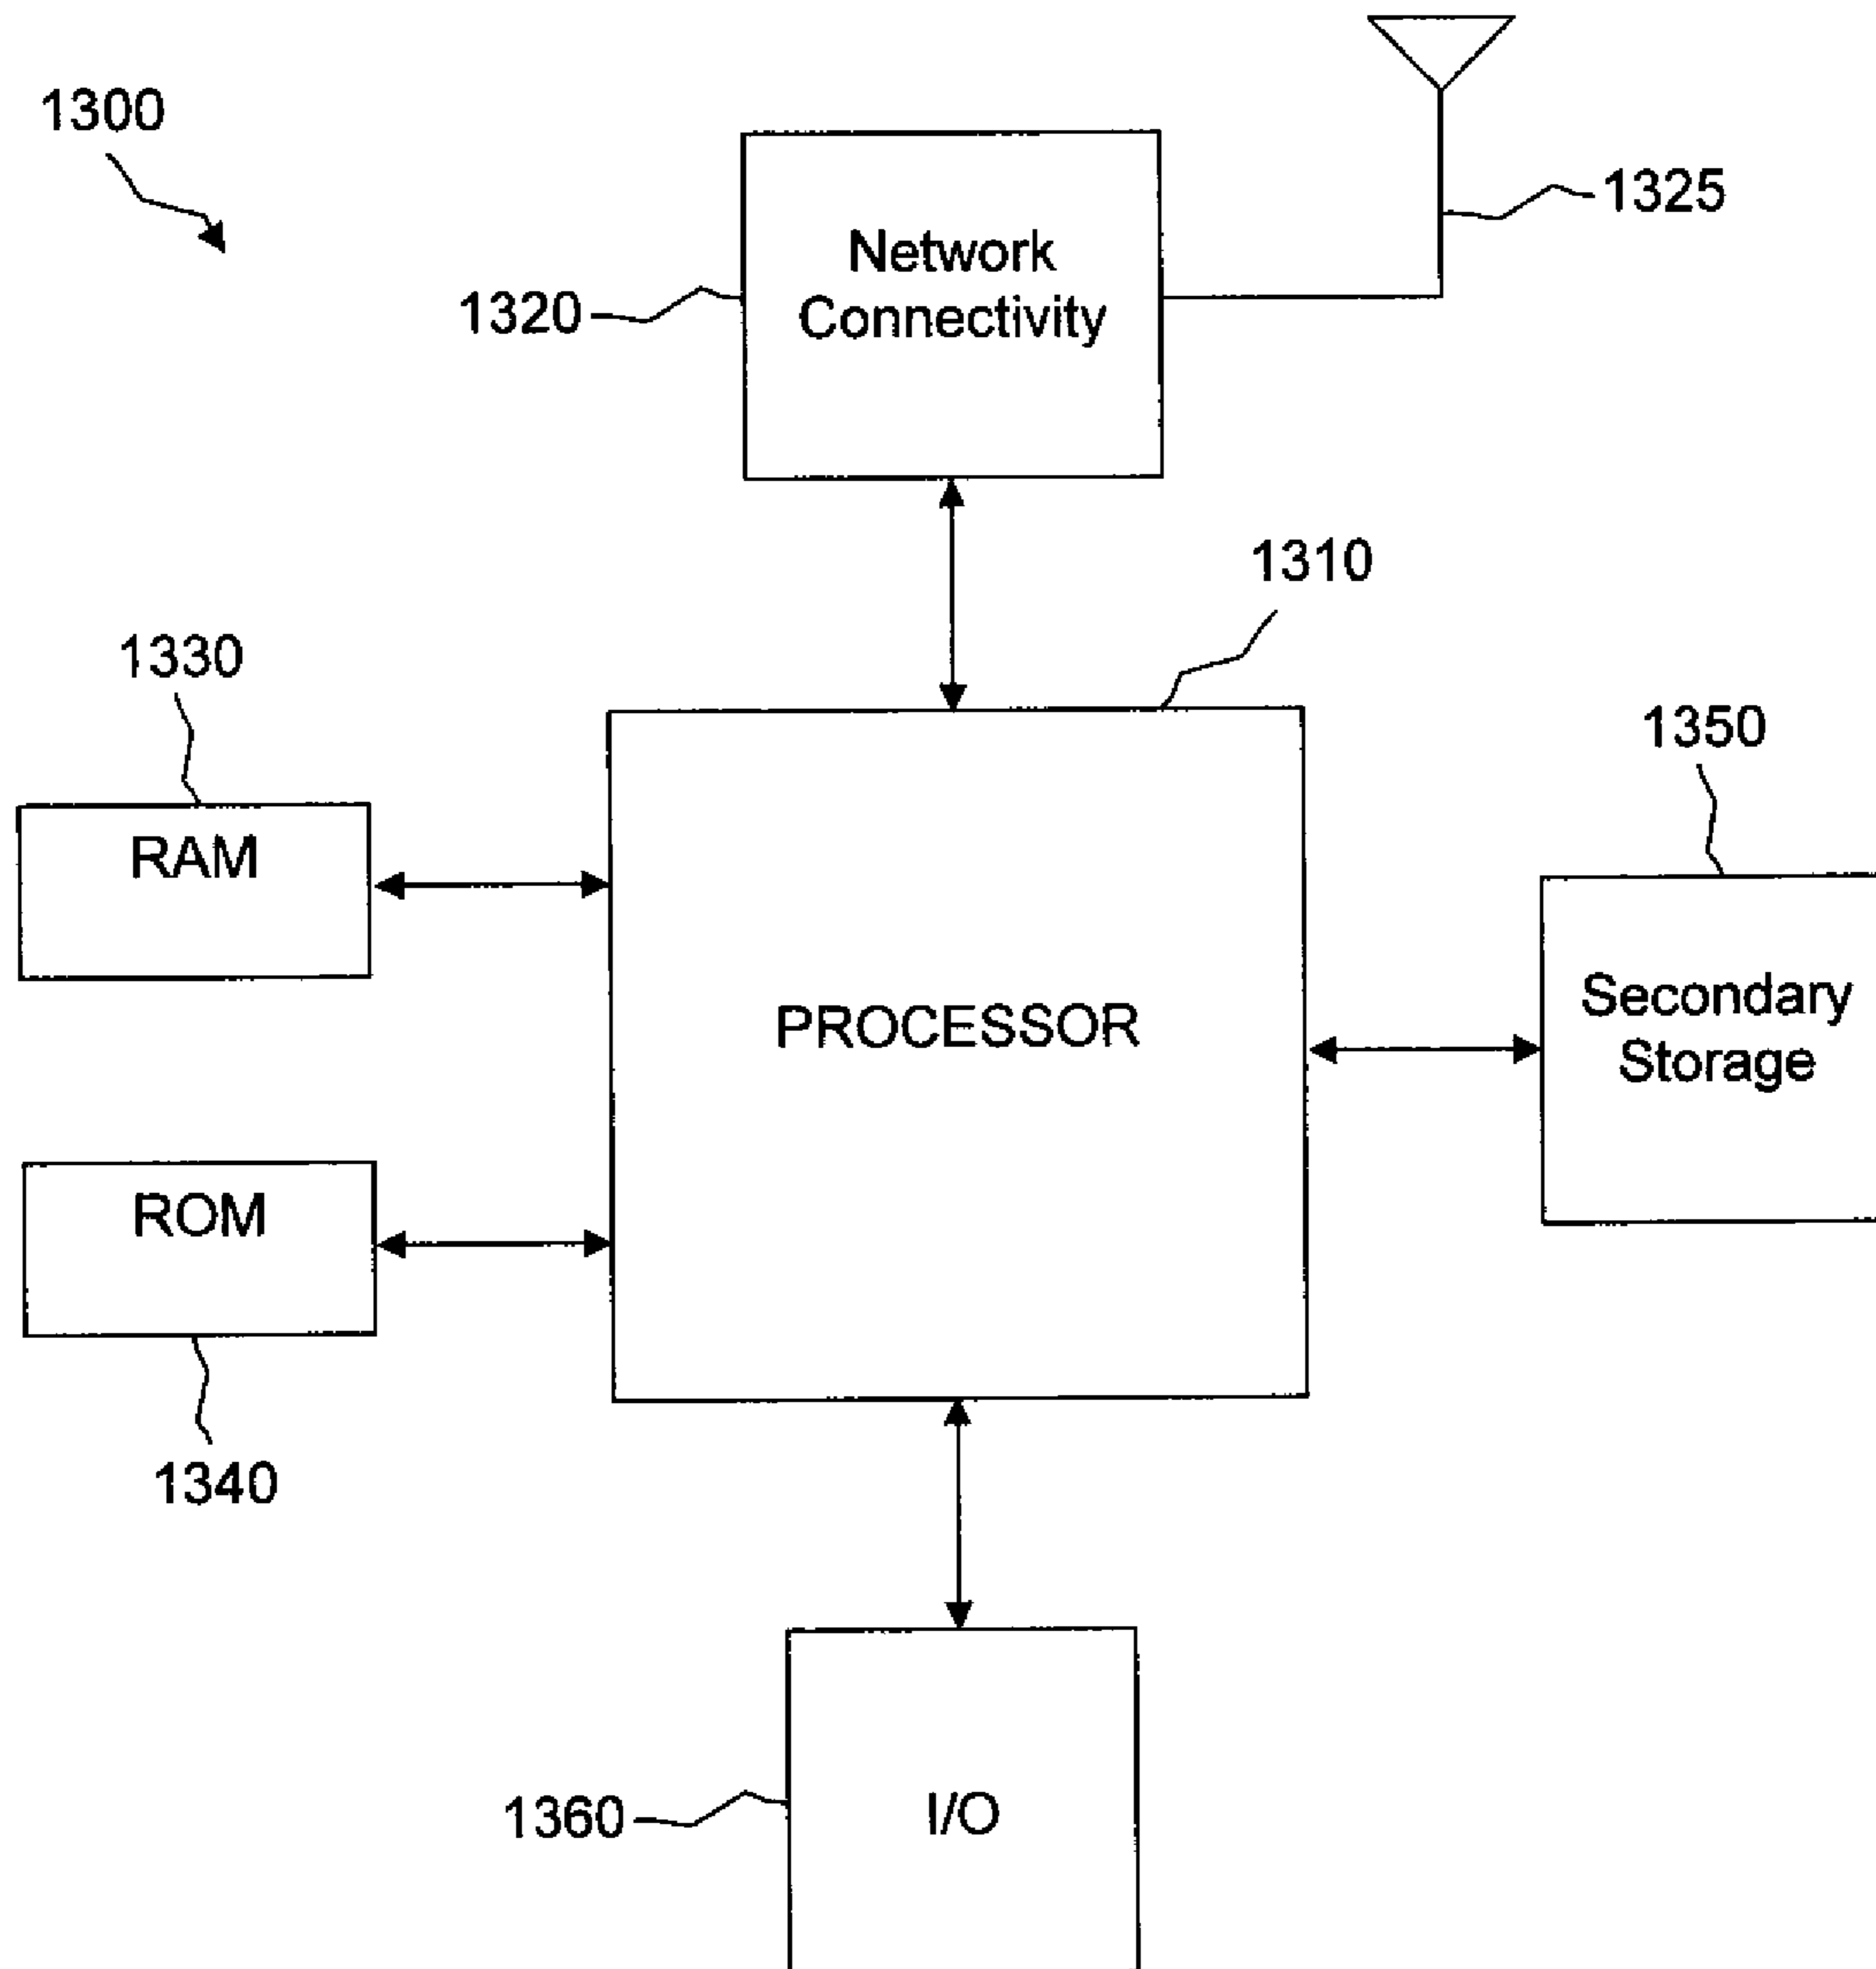 1300
1325
Network
Connectivity
1320
1310
1330
1350
RAM
Secondary
Storage
PROCESSOR
ROM
1340
1360
I/O